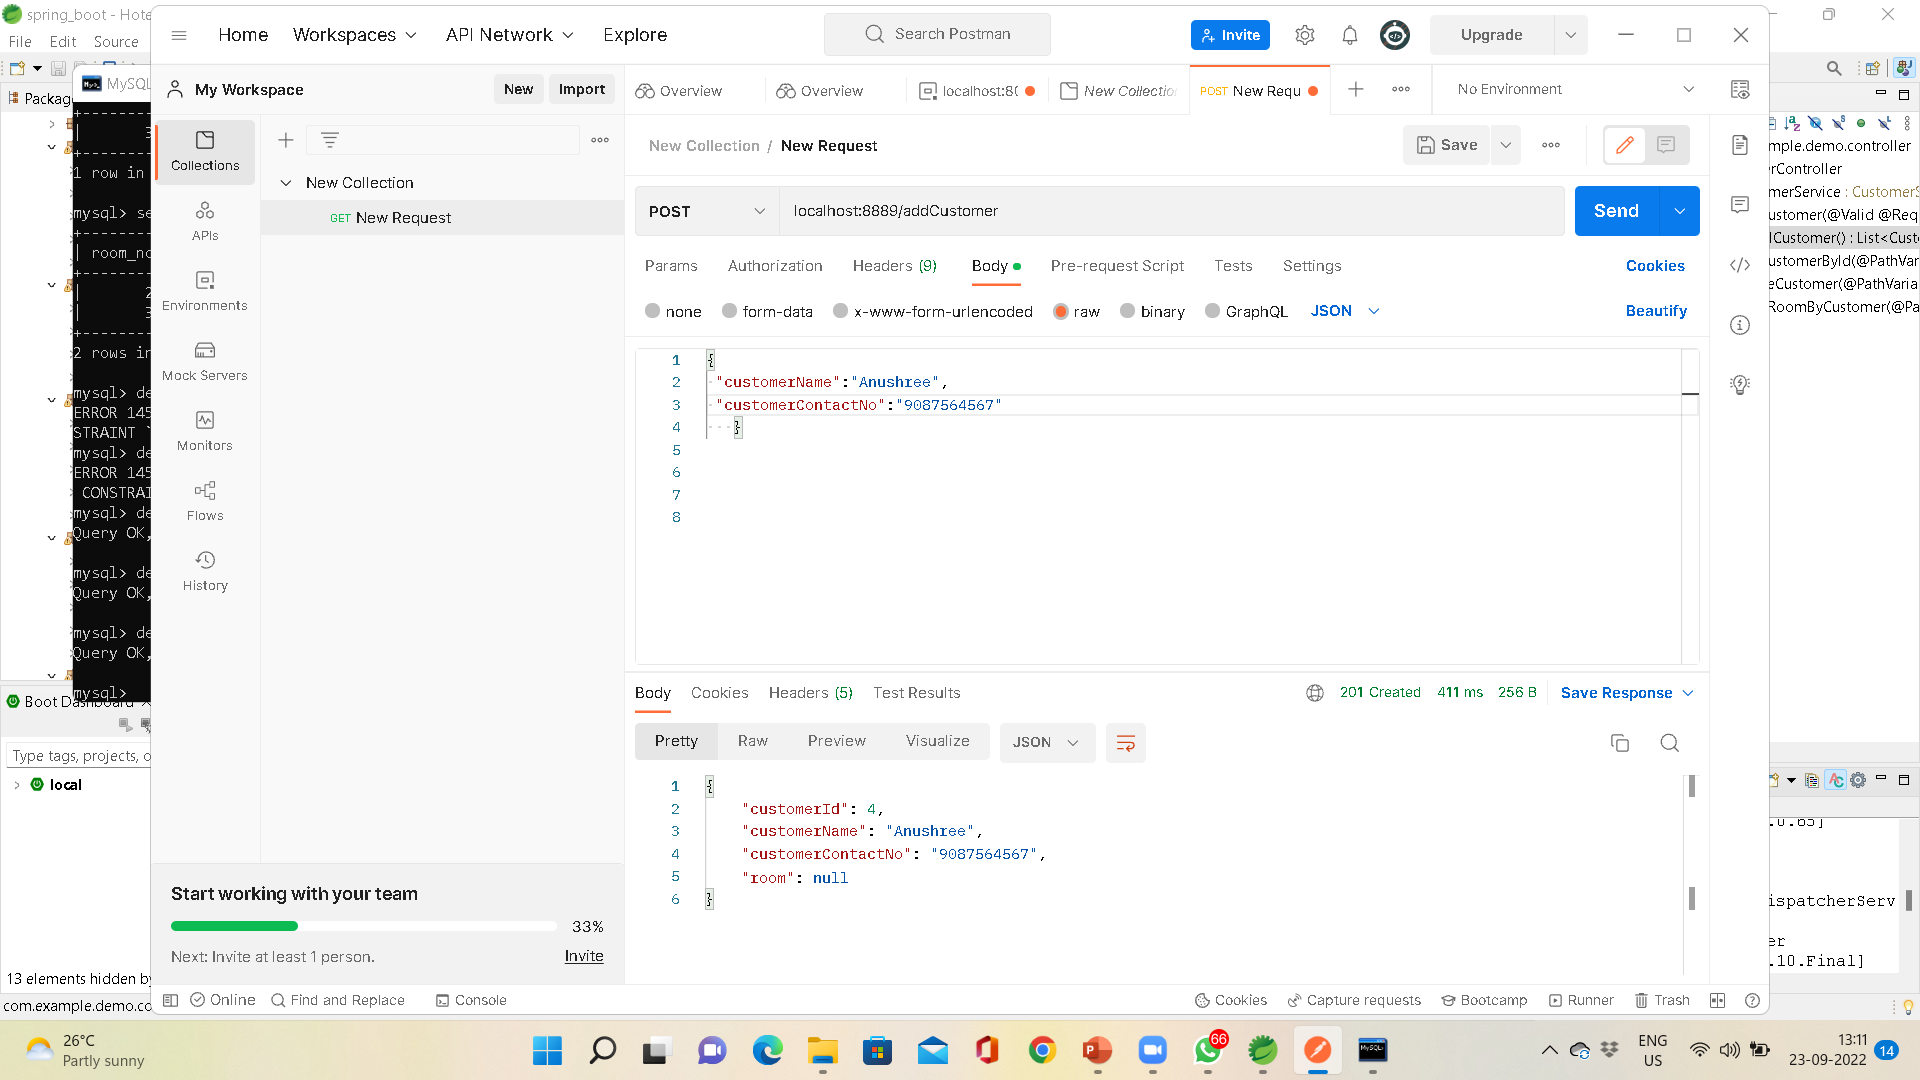 spring_boot - Hote
File Edit Source
Package
MySQL
1 row in
mysql> se
room_no
2 rows in
mysql> de
ERROR 145
STRAINT `
mysql> de
ERROR 145
CONSTRAI
mysql> de
Query OK,
mysql> de
Query OK,
mysql> de
Query OK,
mysql>
Boot Dashboard
Type tags, projects, o
local
13 elements hidden by
com.example.demo.co
Home Workspaces API Network Explore
Search Postman
Invite
Upgrade
My Workspace
New Import
Overview
Overview
localhost:80
New Collection
POST New Requ
No Environment
Collections
APIs
Environments
Mock Servers
Monitors
Flows
History
New Collection
GET New Request
New Collection / New Request
Save
POST localhost:8889/addCustomer
Send
Params Authorization Headers (9) Body Pre-request Script Tests Settings
Cookies
none form-data x-www-form-urlencoded raw binary GraphQL JSON
Beautify
1 {
2 "customerName":"Anushree",
3 "customerContactNo":"9087564567"
4 }
5
6
7
8
Body Cookies Headers (5) Test Results
201 Created 411 ms 256 B Save Response
Pretty Raw Preview Visualize JSON
1 {
2 "customerId": 4,
3 "customerName": "Anushree",
4 "customerContactNo": "9087564567",
5 "room": null
6 }
Start working with your team
33%
Next: Invite at least 1 person. Invite
Online Find and Replace Console
Cookies Capture requests Bootcamp Runner Trash
mple.demo.controller
rController
merService : CustomerS
ustomer(@Valid @Req
lCustomer() : List<Cust
ustomerById(@PathVar
eCustomer(@PathVaria
RoomByCustomer(@Pa
.0.65]
ispatcherServ
er
.10.Final]
26°C
Partly sunny
66
ENG
US
13:11
23-09-2022
14